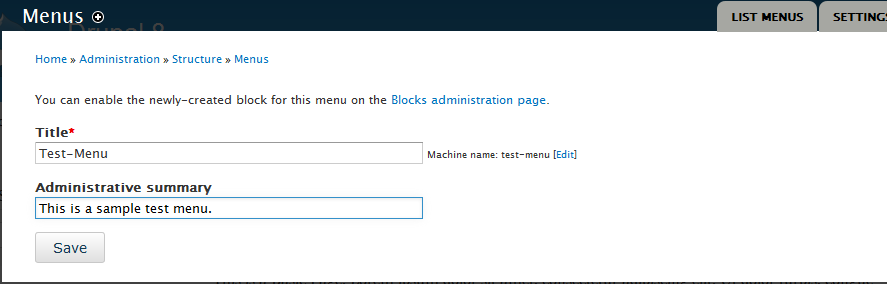 Menus
Drupal 8
LIST MENUS
SETTINGS
Home » Administration » Structure » Menus
You can enable the newly-created block for this menu on the Blocks administration page.
Title*
Test-Menu
Machine name: test-menu [Edit]
Administrative summary
This is a sample test menu.
Save